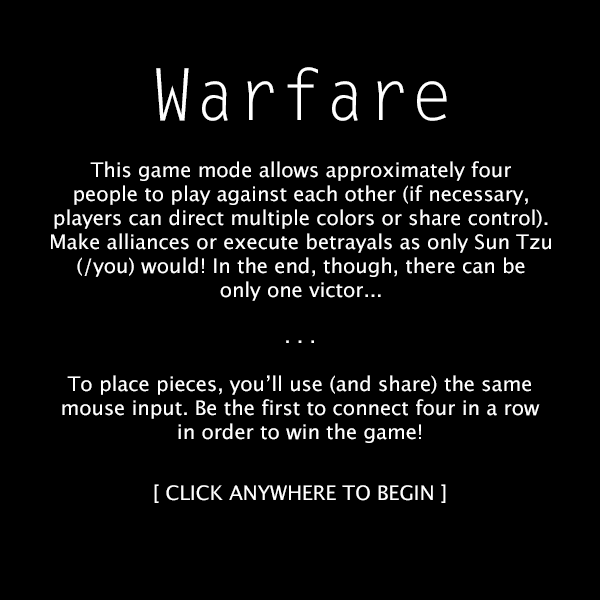 Warfare
This game mode allows approximately four
people to play against each other (if necessary,
players can direct multiple colors or share control).
Make alliances or execute betrayals as only Sun Tzu
(/you) would! In the end, though, there can be
only one victor...
...
To place pieces, you’ll use (and share) the same
mouse input. Be the first to connect four in a row
in order to win the game!
[ CLICK ANYWHERE TO BEGIN ]